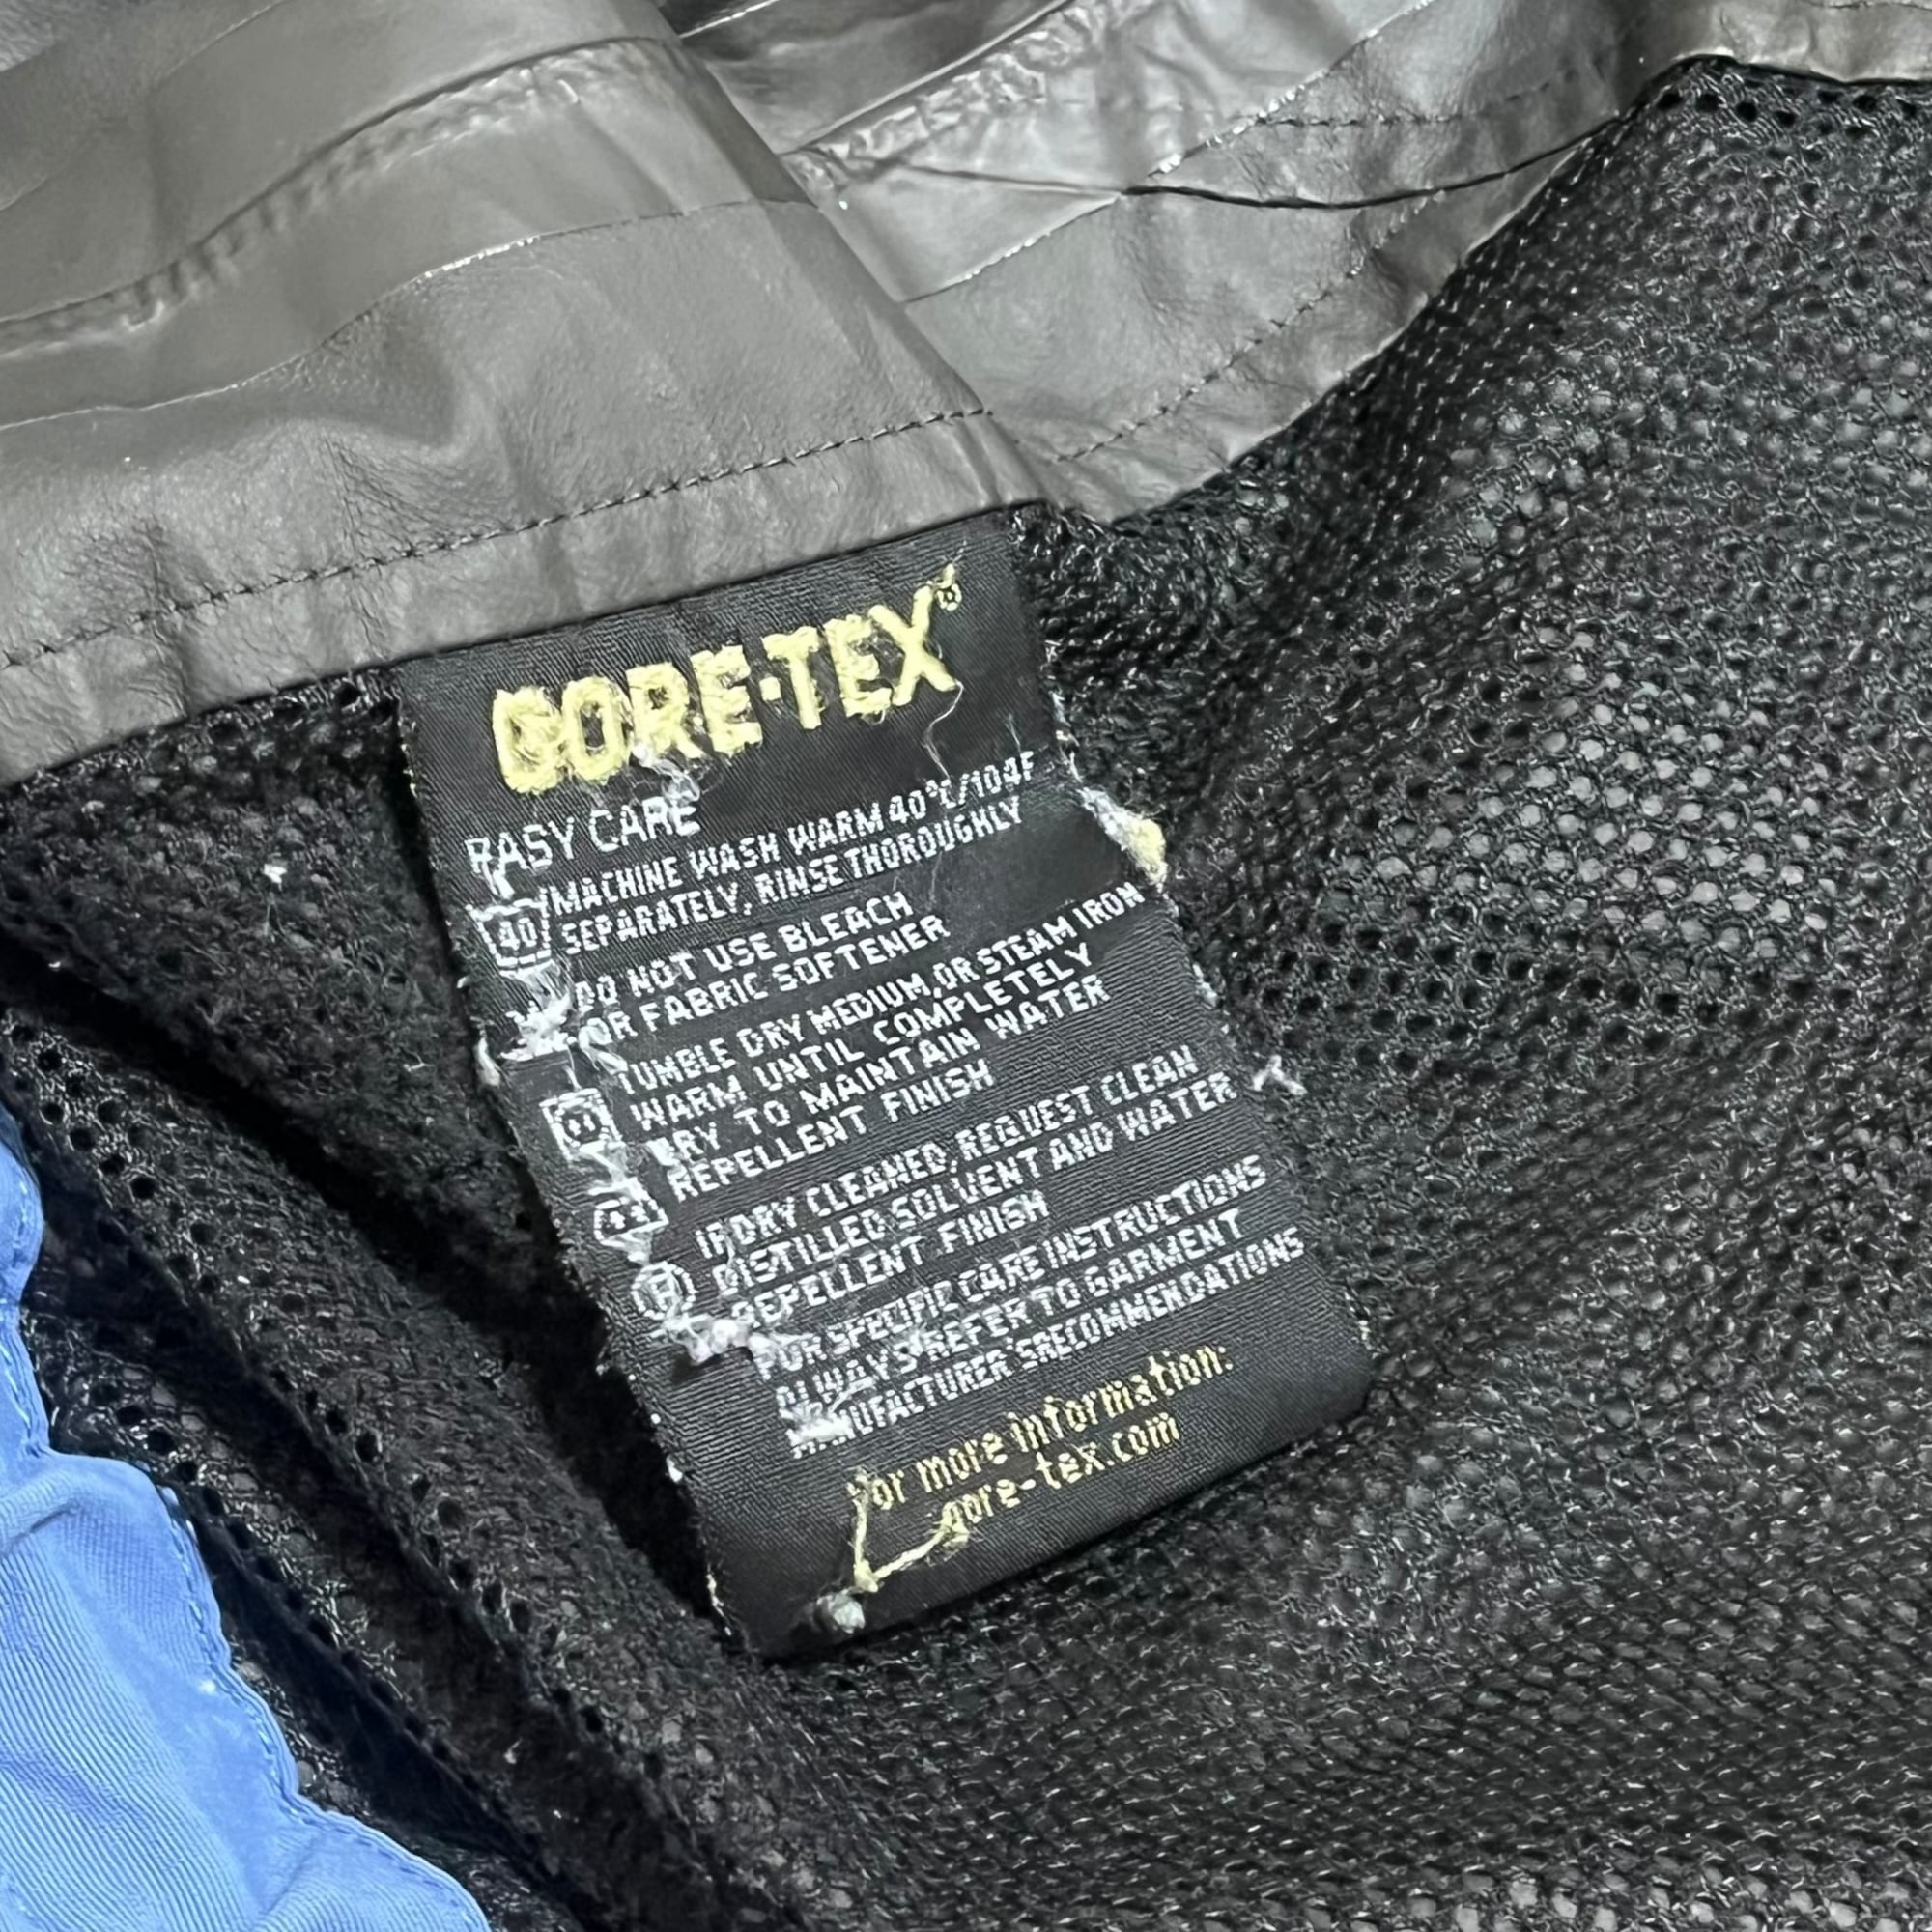 GORE-TEX®
EASY CARE
40
MACHINE WASH WARM 40°C/104F
SEPARATELY, RINSE THOROUGHLY
DO NOT USE BLEACH
OR FABRIC SOFTENER
TUMBLE DRY MEDIUM, OR STEAM IRON
WARM UNTIL COMPLETELY
DRY TO MAINTAIN WATER
REPELLENT FINISH
IF DRY CLEANED, REQUEST CLEAN
DISTILLED SOLVENT AND WATER
REPELLENT FINISH
FOR SPECIFIC CARE INSTRUCTIONS
ALWAYS REFER TO GARMENT
MANUFACTURER'S RECOMMENDATIONS
For more information:
gore-tex.com